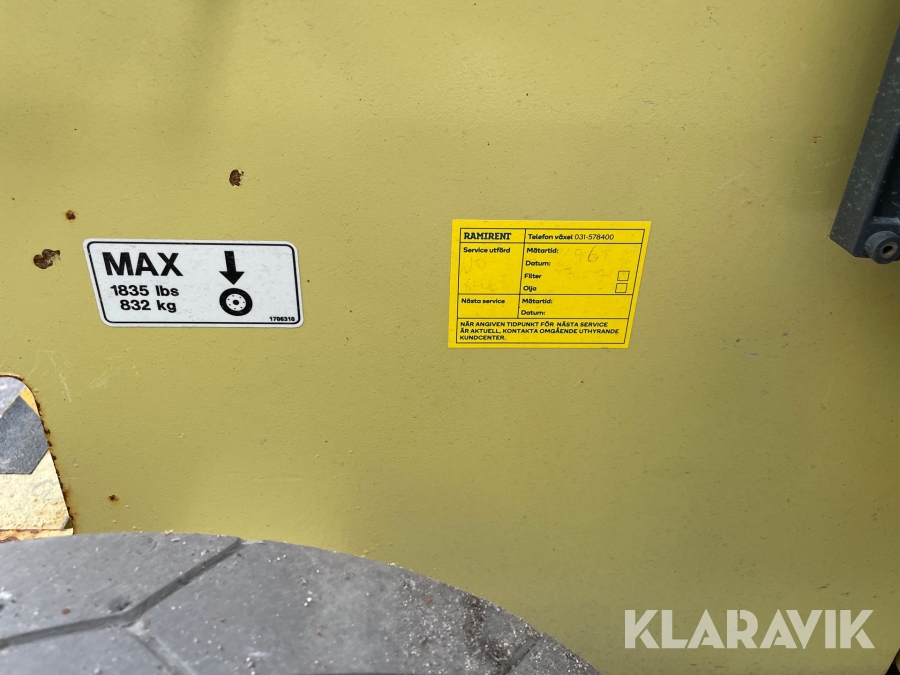 MAX
1835 lbs
832 kg
1706310
RAMIRENT
Telefon växel 031-578400
Service utförd
Mätartid:
Datum:
Filter
Olja
Nästa service
Mätartid:
Datum:
NÄR ANGIVEN TIDPUNKT FÖR NÄSTA SERVICE
ÄR AKTUELL, KONTAKTA OMGÅENDE UTHYRANDE
KUNDCENTER.
KLARAVIK